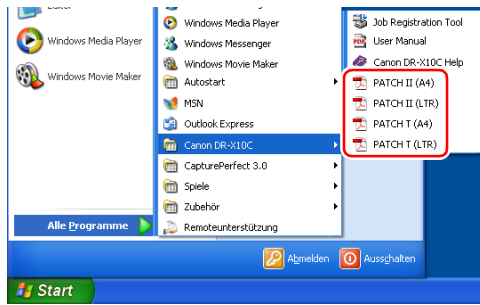 Windows Media Player
Windows Movie Maker
Alle Programme
Windows Media Player
Windows Messenger
Windows Movie Maker
Autostart
MSN
Outlook Express
Canon DR-X10C
CapturePerfect 3.0
Spiele
Zubehör
Remoteunterstützung
Job Registration Tool
User Manual
Canon DR-X10C Help
PATCH II (A4)
PATCH II (LTR)
PATCH T (A4)
PATCH T (LTR)
Abmelden
Ausschalten
Start